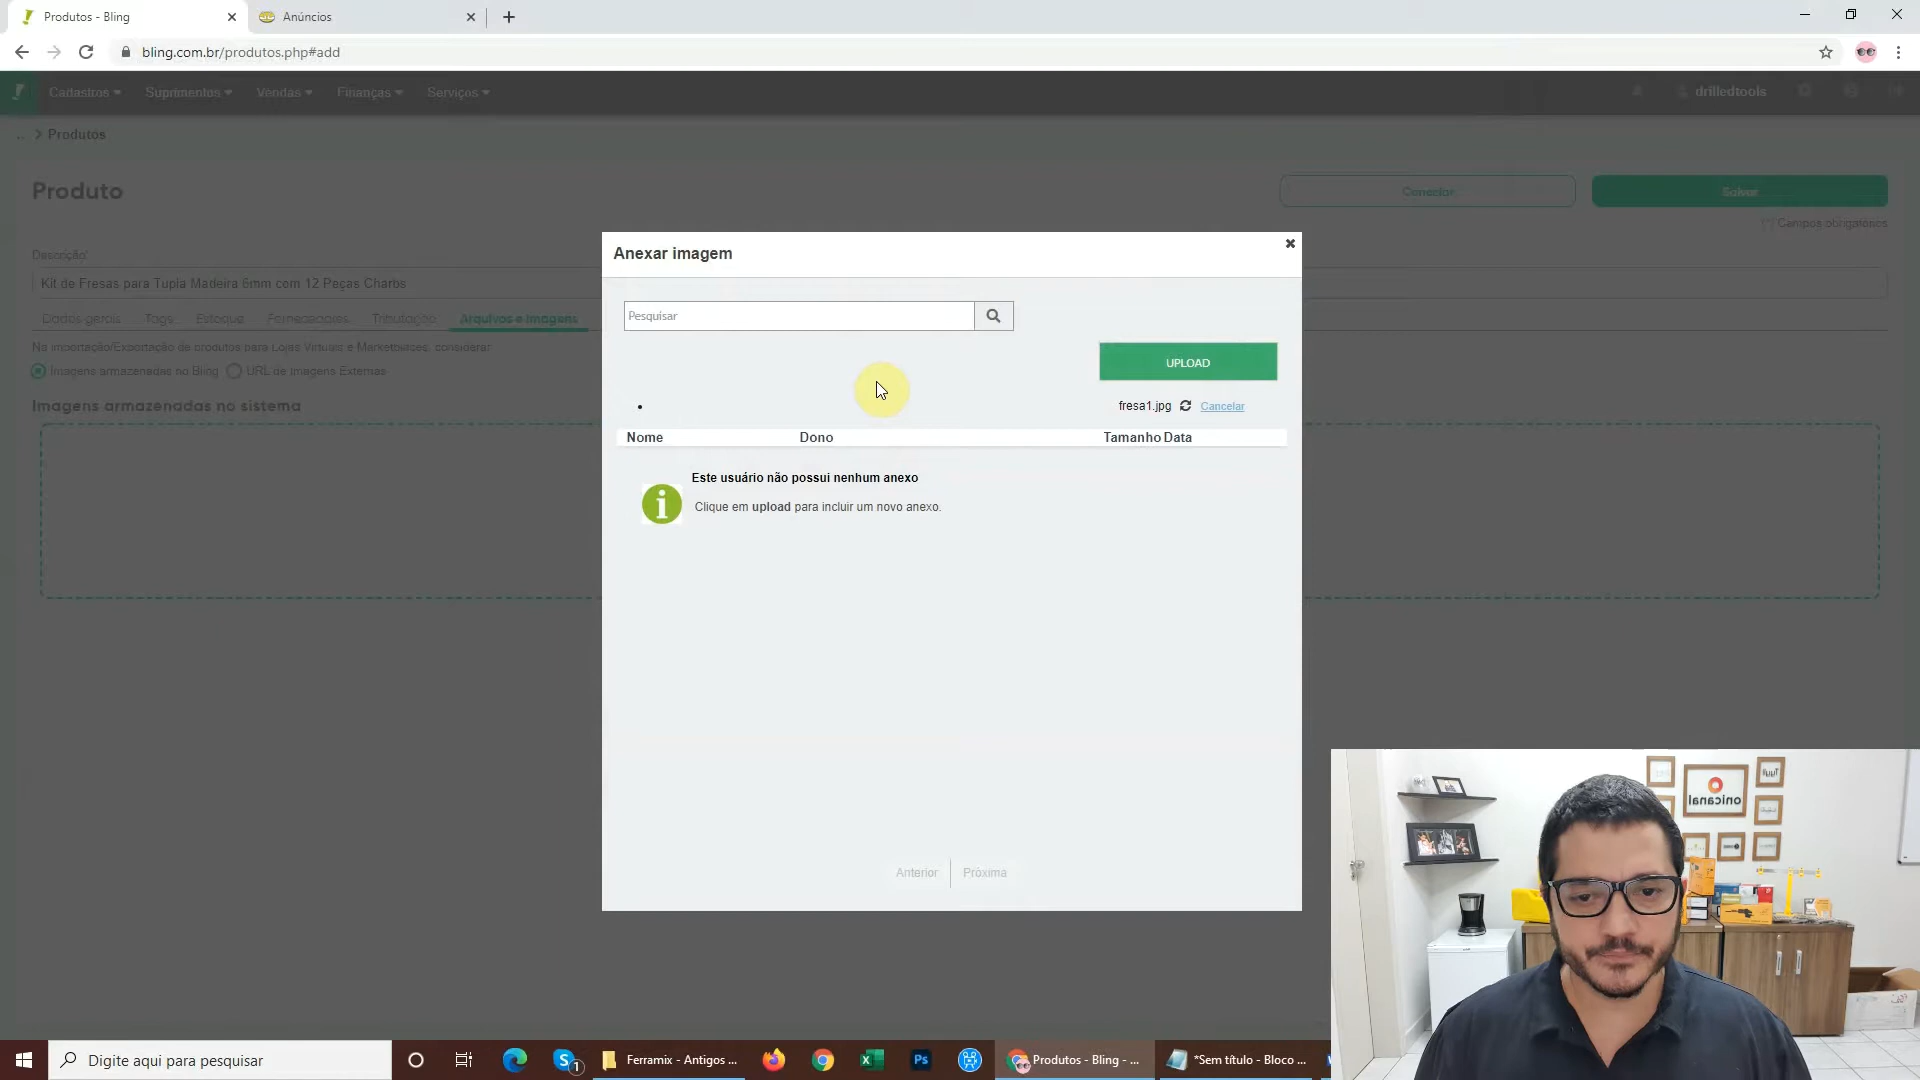 Produtos - Bling
Anúncios
bling.com.br/produtos.php#add
Cadastros
Suprimentos
Vendas
Finanças
Serviços
drilledtools
... > Produtos
Produto
Cancelar
Salvar
(*) Campos obrigatórios
Descrição*
Kit de Fresas para Tupia Madeira 6mm com 12 Peças Charbs
Dados gerais
Tags
Estoque
Fornecedores
Tributação
Arquivos e imagens
Na importação/Exportação de produtos para Lojas Virtuais e Marketplaces, considerar
Imagens armazenadas no Bling
URL de Imagens Externas
Imagens armazenadas no sistema
Anexar imagem
Pesquisar
UPLOAD
fresa1.jpg
Cancelar
Nome
Dono
Tamanho Data
Este usuário não possui nenhum anexo
Clique em upload para incluir um novo anexo.
Anterior
Próxima
onicanal
Digite aqui para pesquisar
1
Ferramix - Antigos ...
Ps
Produtos - Bling - ...
*Sem título - Bloco ...